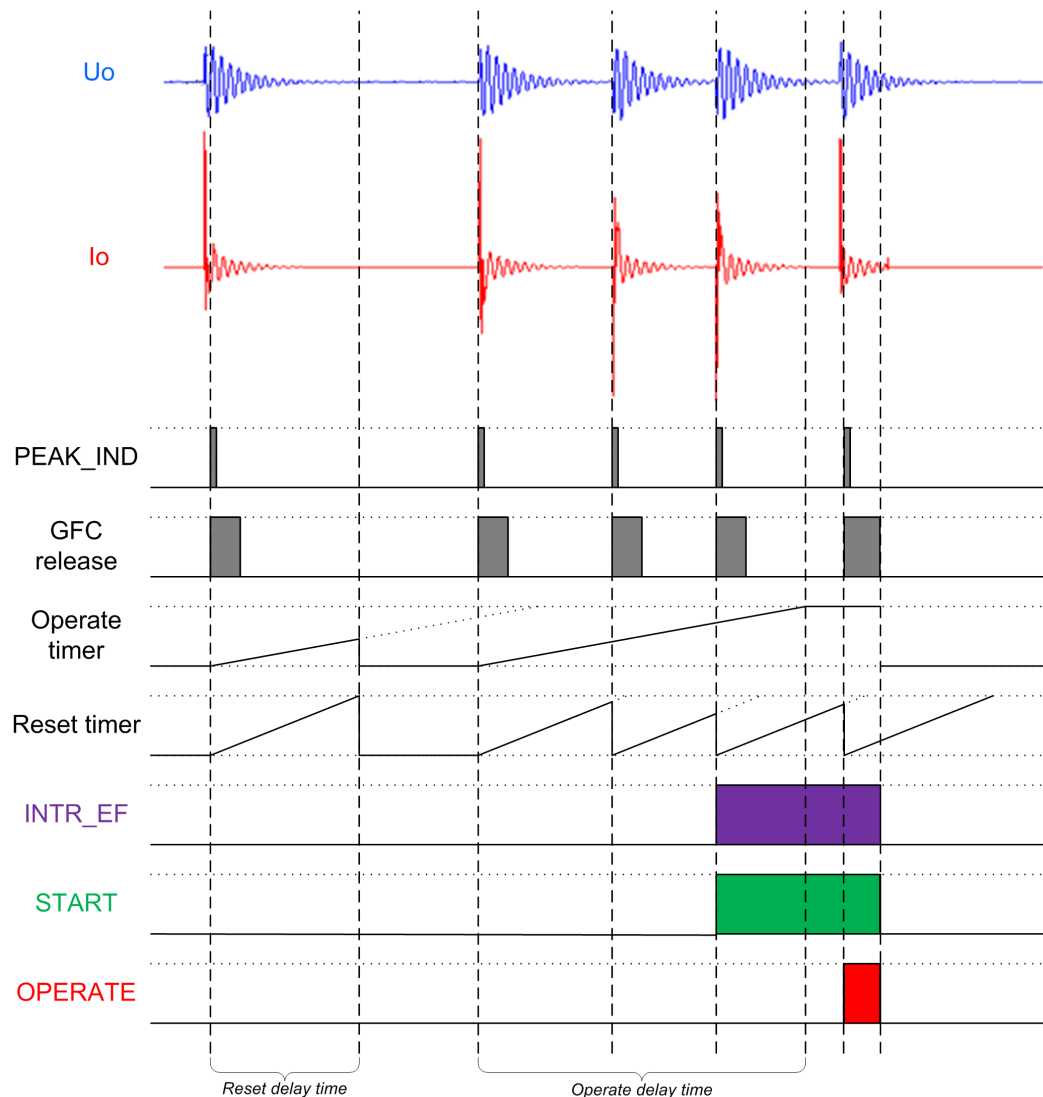 Uo
Io
PEAK_IND
GFC
release
Operate
timer
Reset timer
INTR_EF
START
OPERATE
Reset delay time
Operate delay time